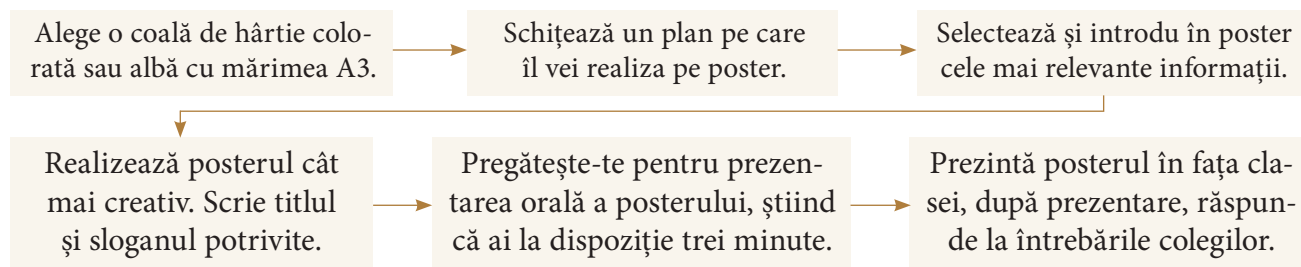 Alege o coală de hârtie colo-
rată sau albă cu mărimea A3.
Schițează un plan pe care
îl vei realiza pe poster.
Selectează și introdu în poster
cele mai relevante informații.
Realizează posterul cât
mai creativ. Scrie titlul
și sloganul potrivite.
Pregătește-te pentru prezen-
tarea orală a posterului, știind
că ai la dispoziție trei minute.
Prezintă posterul în fața cla-
sei, după prezentare, răspun-
de la întrebările colegilor.